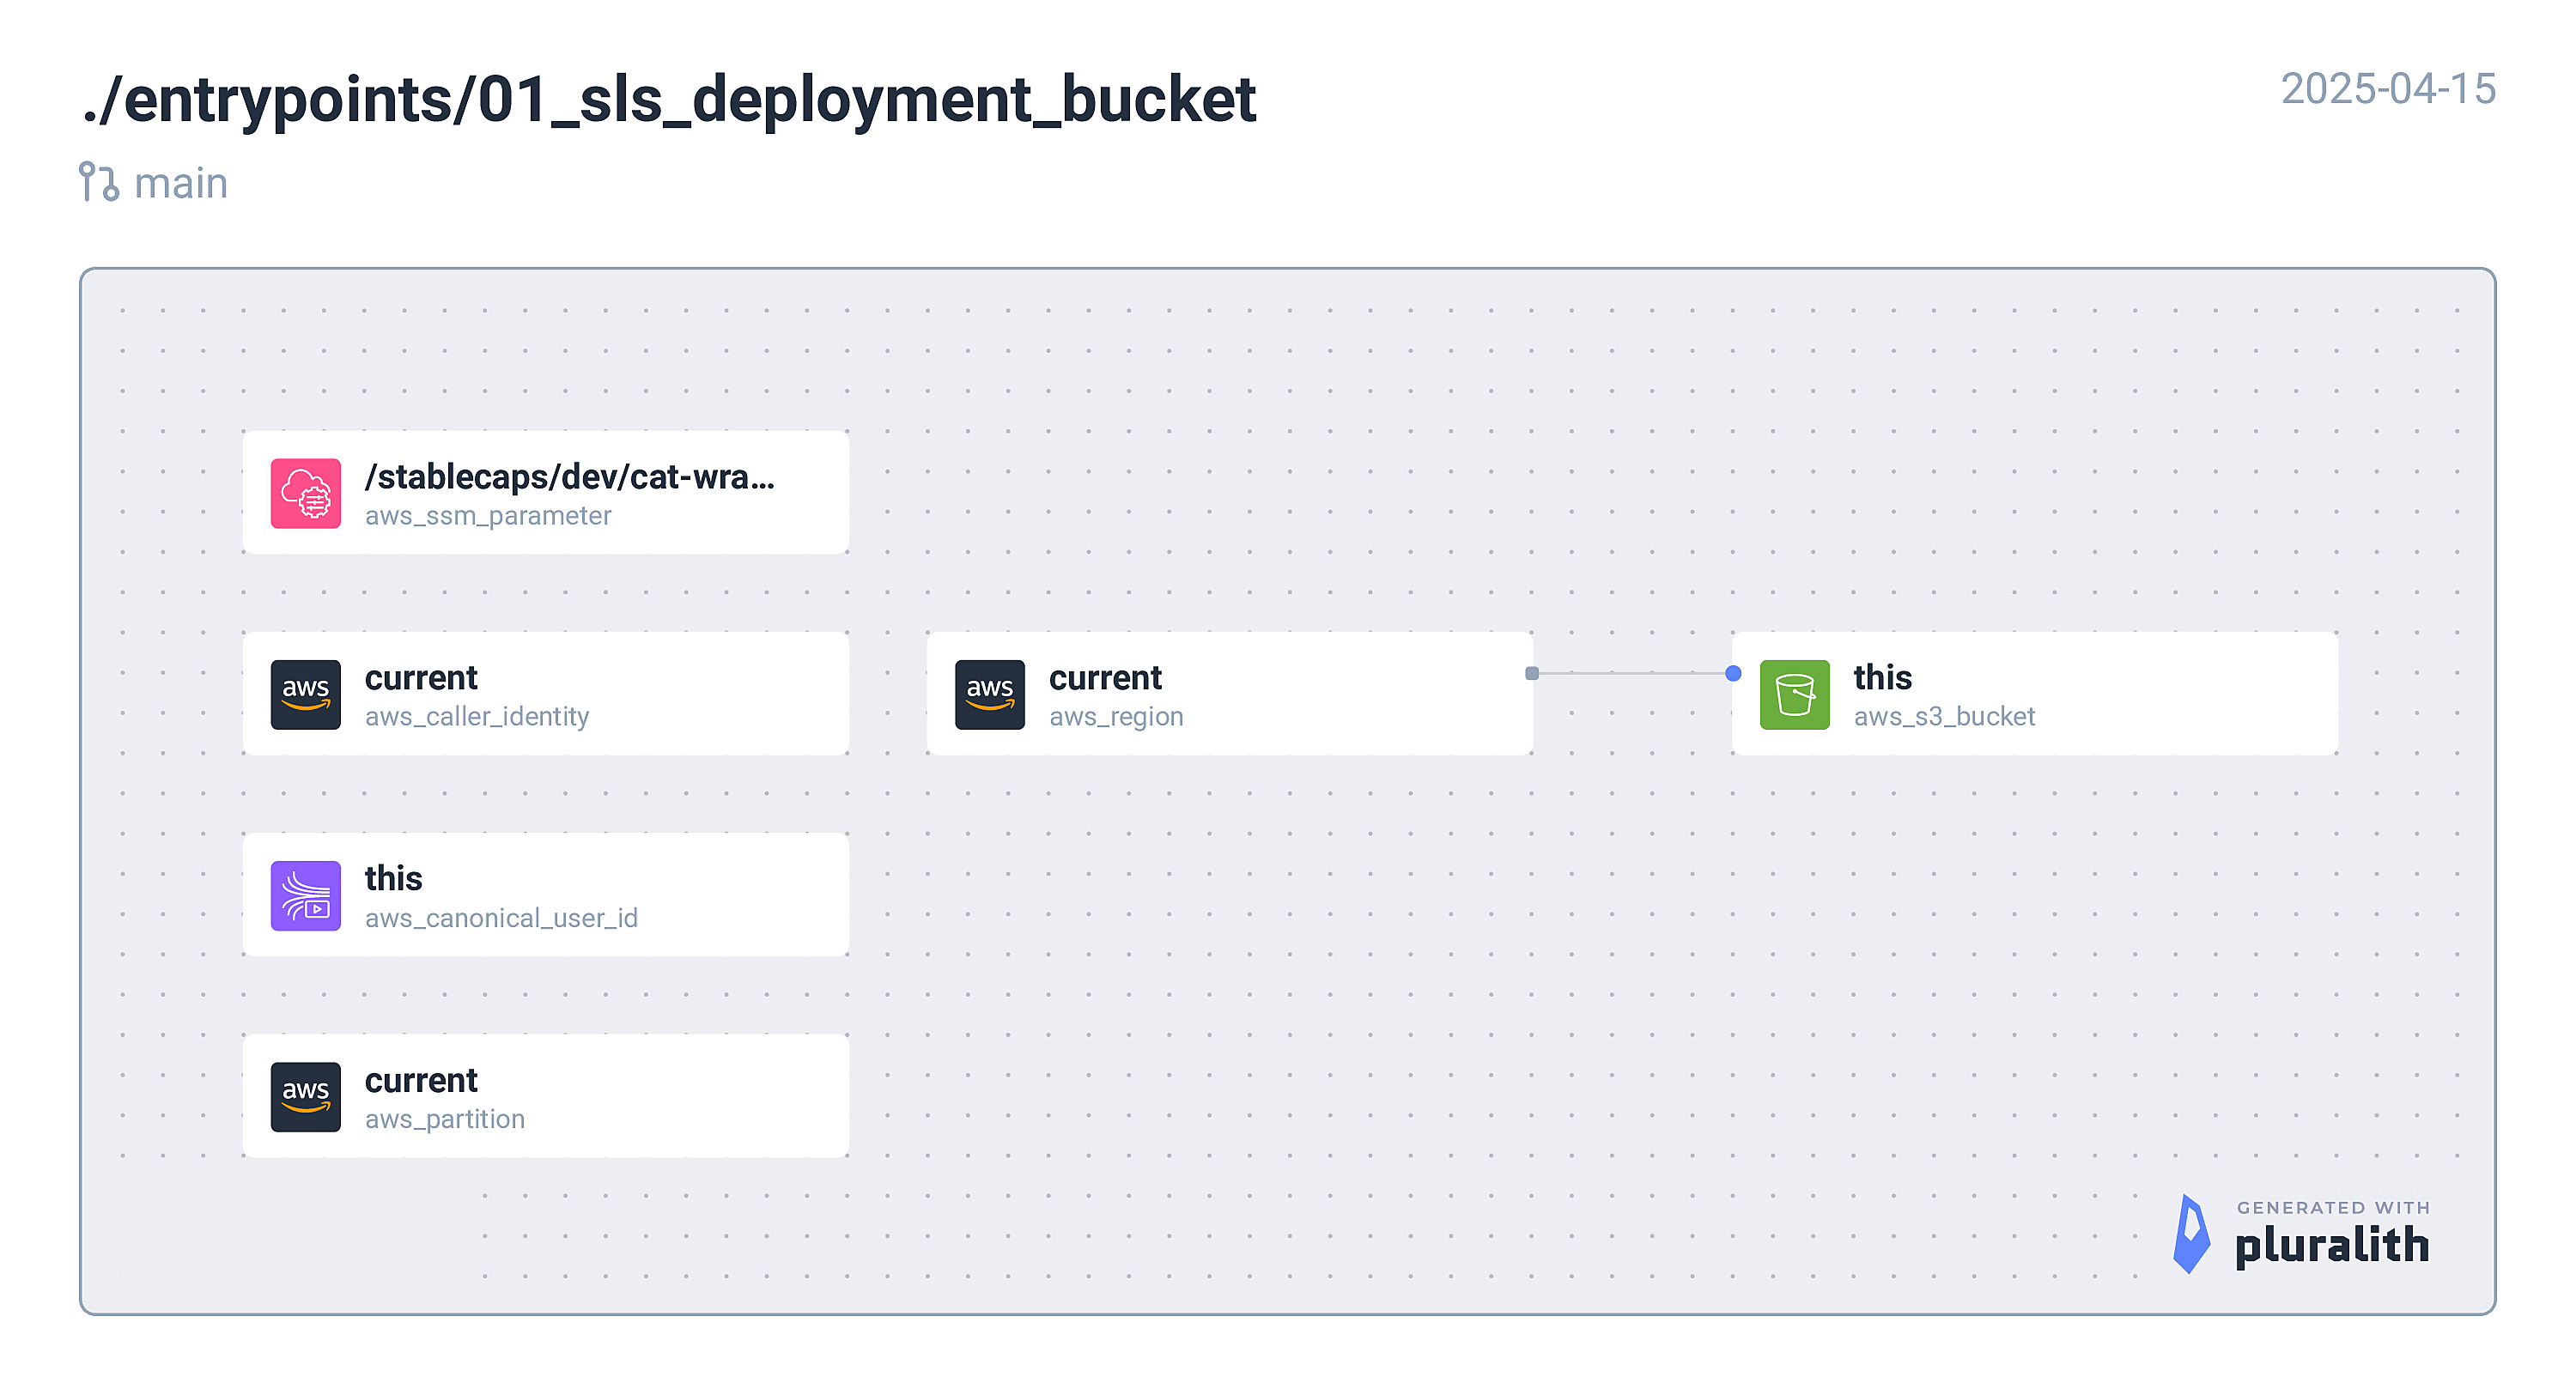 ./entrypoints/01_sls_deployment_bucket
2025-04-15
main
/stablecaps/dev/cat-wra...
aws_ssm_parameter
aws
current
aws_caller_identity
aws
current
aws_region
this
aws_s3_bucket
this
aws_canonical_user_id
aws
current
aws_partition
GENERATED WITH
pluralith